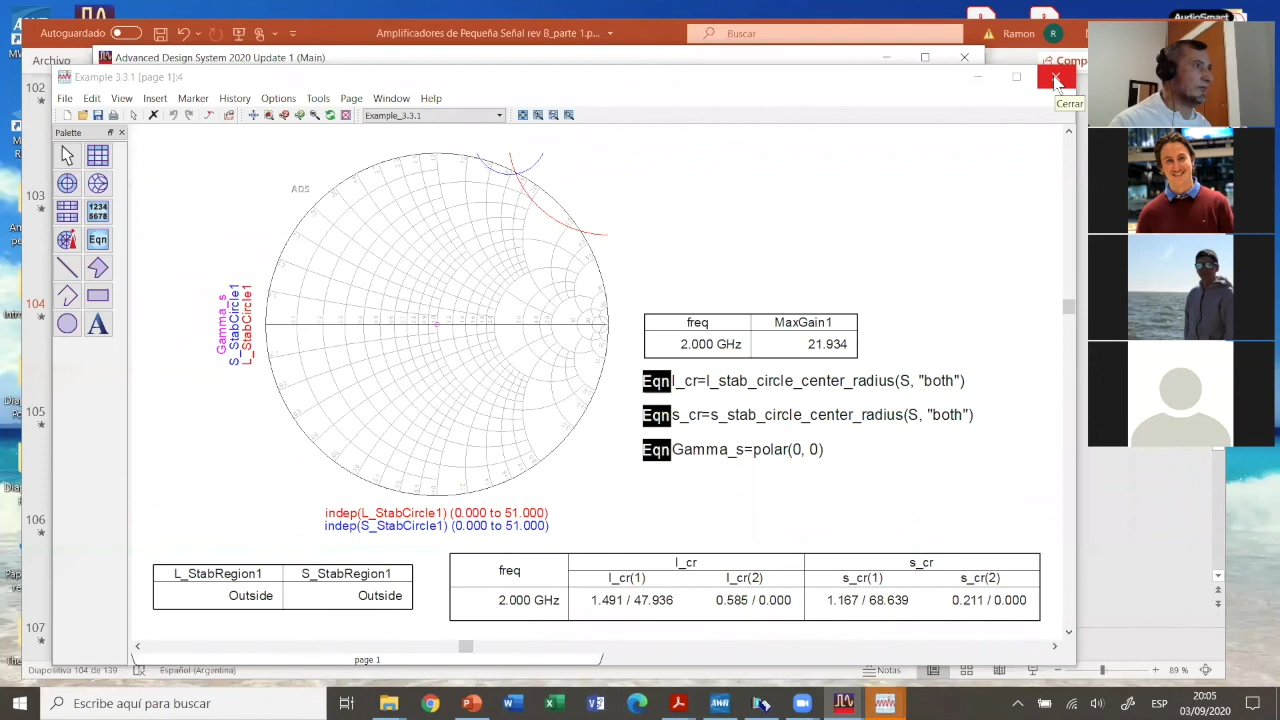 Autoguardado
Amplificadores de Pequeña Señal rev B_parte 1.p...
Buscar
Ramon
R
AudioSmart
Archivo
Advanced Design System 2020 Update 1 (Main)
Comp
102
Example 3.3.1 [page 1]:4
Cerrar
File Edit View Insert Marker History Options Tools Page Window Help
Example_3.3.1
Palette
1234
5678
Eqn
A
103
104
105
106
107
ADS
Gamma_s
S_StabCircle1
L_StabCircle1
indep(L_StabCircle1) (0.000 to 51.000)
indep(S_StabCircle1) (0.000 to 51.000)
freq MaxGain1
2.000 GHz 21.934
Eqn l_cr=l_stab_circle_center_radius(S, "both")
Eqn s_cr=s_stab_circle_center_radius(S, "both")
Eqn Gamma_s=polar(0, 0)
L_StabRegion1 S_StabRegion1
Outside Outside
freq l_cr s_cr
l_cr(1) l_cr(2) s_cr(1) s_cr(2)
2.000 GHz 1.491 / 47.936 0.585 / 0.000 1.167 / 68.639 0.211 / 0.000
page 1
Diapositiva 104 de 139
Español (Argentina)
Notas
89 %
Escribe aquí para buscar
AWR
ESP
20:05
03/09/2020